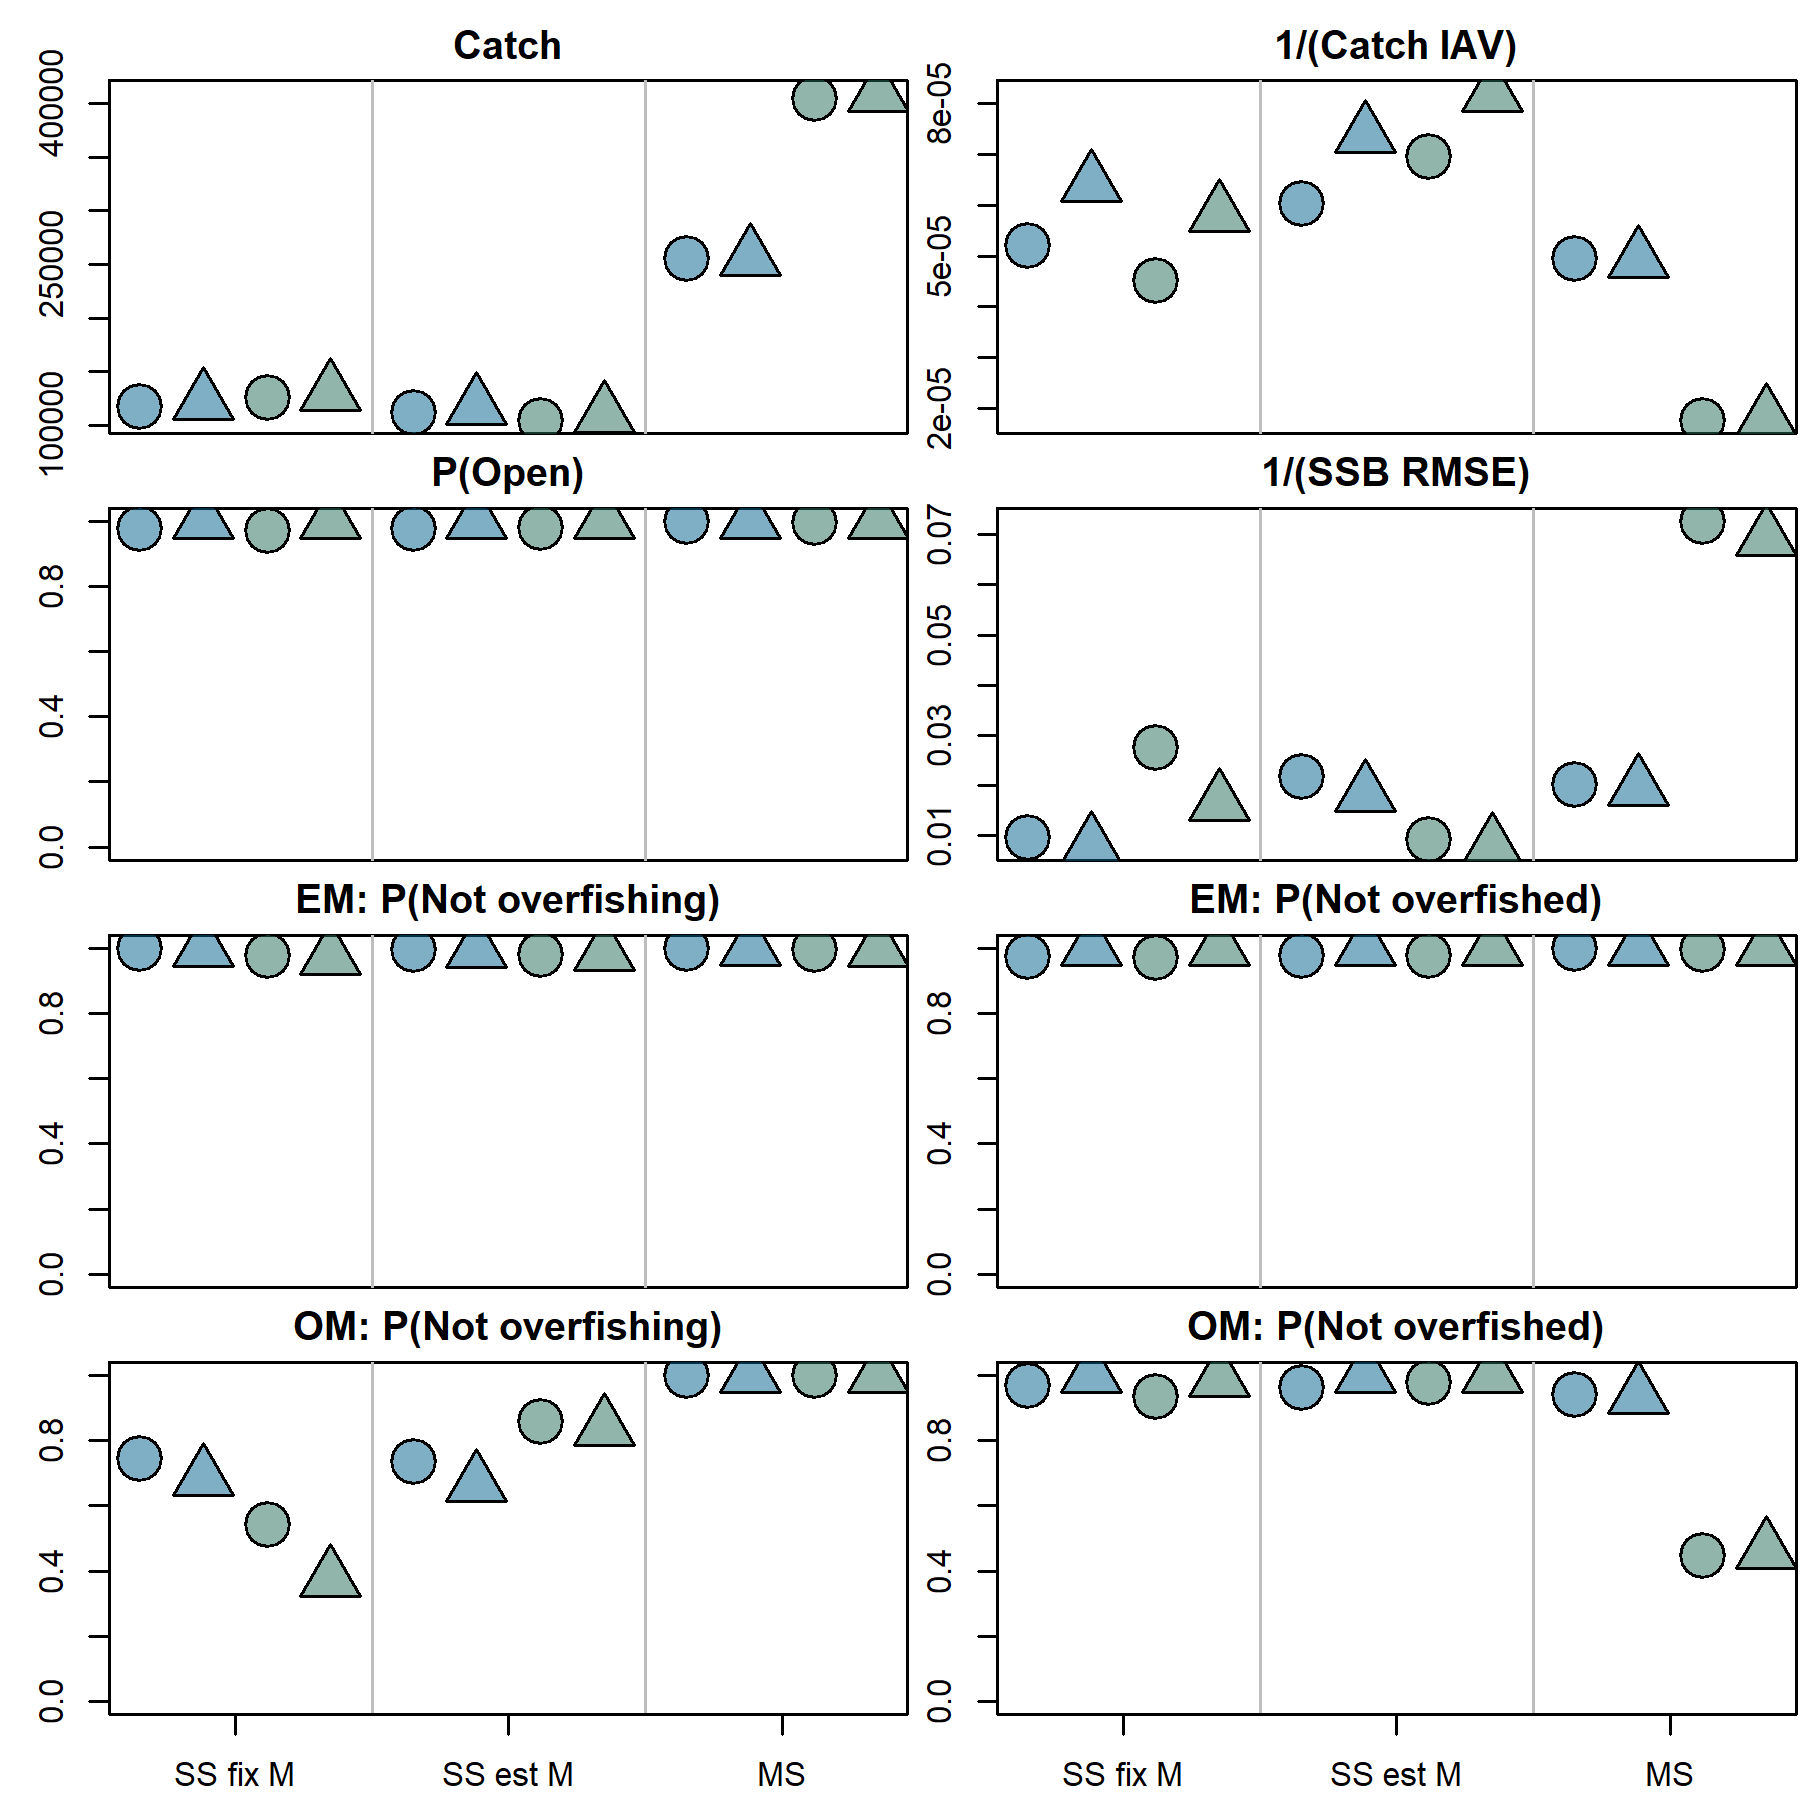 Catch
400000
250000
100000
1/(Catch IAV)
8e-05
5e-05
2e-05
P(Open)
0.8
0.4
0.0
1/(SSB RMSE)
0.07
0.05
0.03
0.01
EM: P(Not overfishing)
0.8
0.4
0.0
EM: P(Not overfished)
0.8
0.4
0.0
OM: P(Not overfishing)
0.8
0.4
0.0
SS fix M SS est M MS
OM: P(Not overfished)
0.8
0.4
0.0
SS fix M SS est M MS